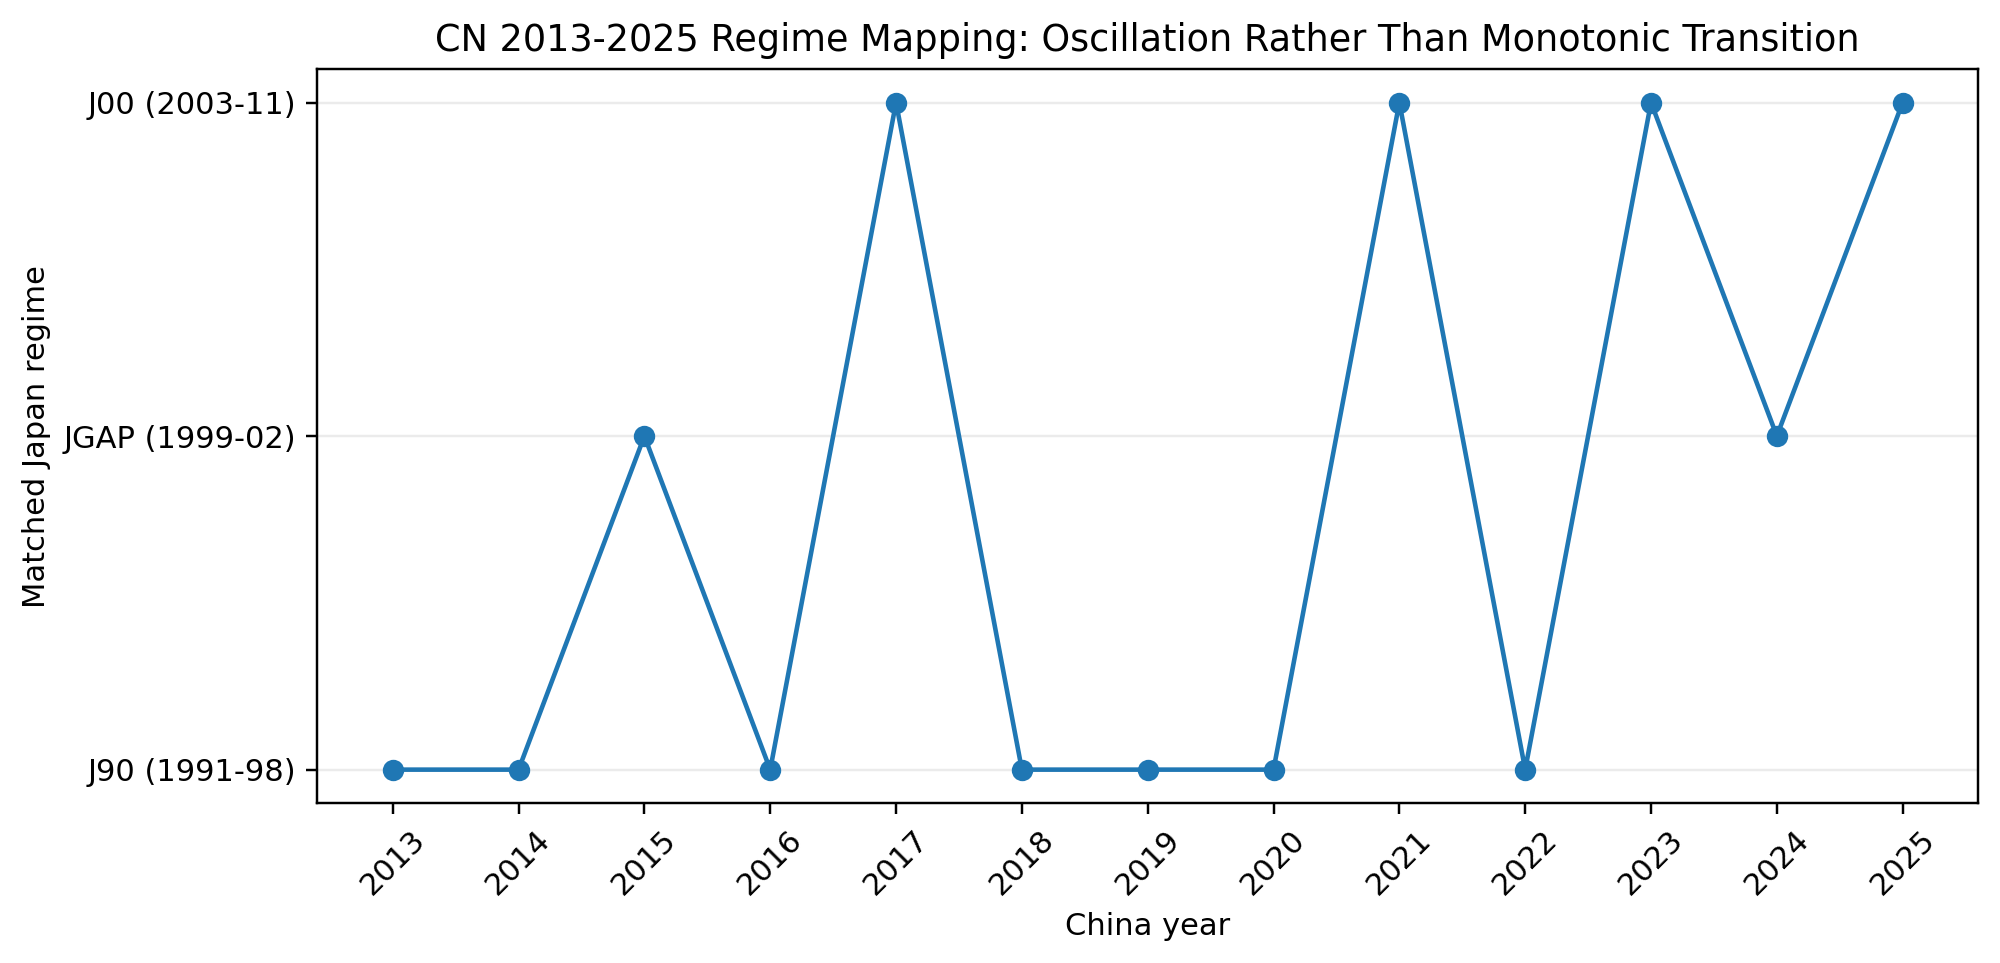 CN 2013-2025 Regime Mapping: Oscillation Rather Than Monotonic Transition
Matched Japan regime
J00 (2003-11)
JGAP (1999-02)
J90 (1991-98)
2013
2014
2015
2016
2017
2018
2019
2020
2021
2022
2023
2024
2025
China year